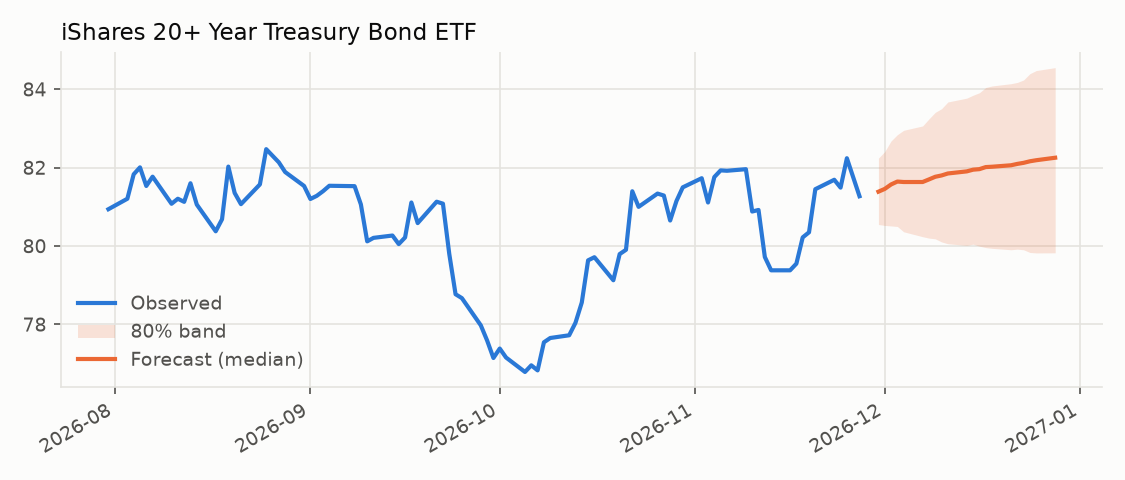 iShares 20+ Year Treasury Bond ETF
84
82
80
78
Observed
80% band
Forecast (median)
2026-08
2026-09
2026-10
2026-11
2026-12
2027-01